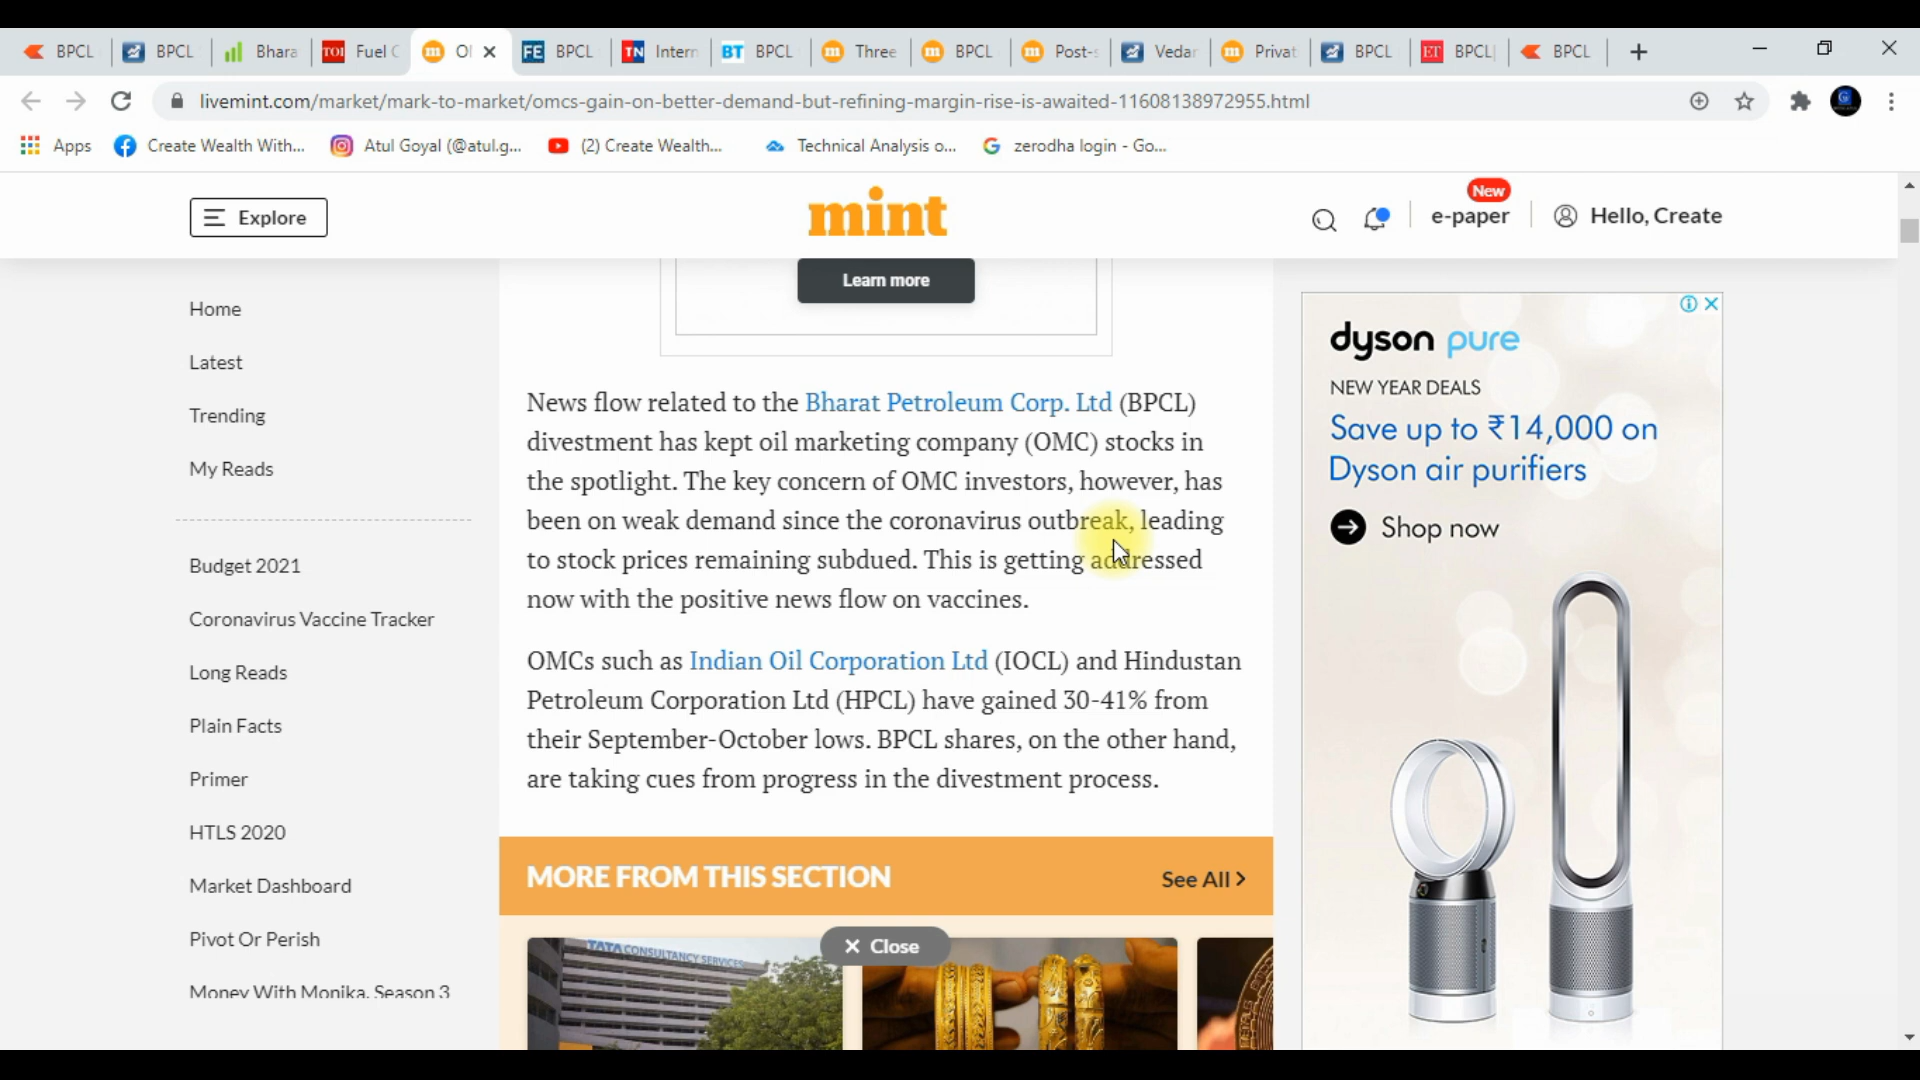 BPCL
BPCL
Bhara
TOI Fuel C
m Ol
FE BPCL
TN Intern
BT BPCL
m Three
m BPCL
m Post-s
Vedar
m Privat
BPCL
ET BPCL|
BPCL
livemint.com/market/mark-to-market/omcs-gain-on-better-demand-but-refining-margin-rise-is-awaited-11608138972955.html
Apps
Create Wealth With...
Atul Goyal (@atul.g...
(2) Create Wealth...
Technical Analysis o...
zerodha login - Go...
Explore
mint
New
e-paper
Hello, Create
Home
Latest
Trending
My Reads
Budget 2021
Coronavirus Vaccine Tracker
Long Reads
Plain Facts
Primer
HTLS 2020
Market Dashboard
Pivot Or Perish
Money With Monika, Season 3
Learn more
News flow related to the Bharat Petroleum Corp. Ltd (BPCL)
divestment has kept oil marketing company (OMC) stocks in
the spotlight. The key concern of OMC investors, however, has
been on weak demand since the coronavirus outbreak, leading
to stock prices remaining subdued. This is getting addressed
now with the positive news flow on vaccines.
OMCs such as Indian Oil Corporation Ltd (IOCL) and Hindustan
Petroleum Corporation Ltd (HPCL) have gained 30-41% from
their September-October lows. BPCL shares, on the other hand,
are taking cues from progress in the divestment process.
MORE FROM THIS SECTION
See All >
Close
TATA CONSULTANCY SERVICES
dyson pure
NEW YEAR DEALS
Save up to ₹14,000 on
Dyson air purifiers
Shop now